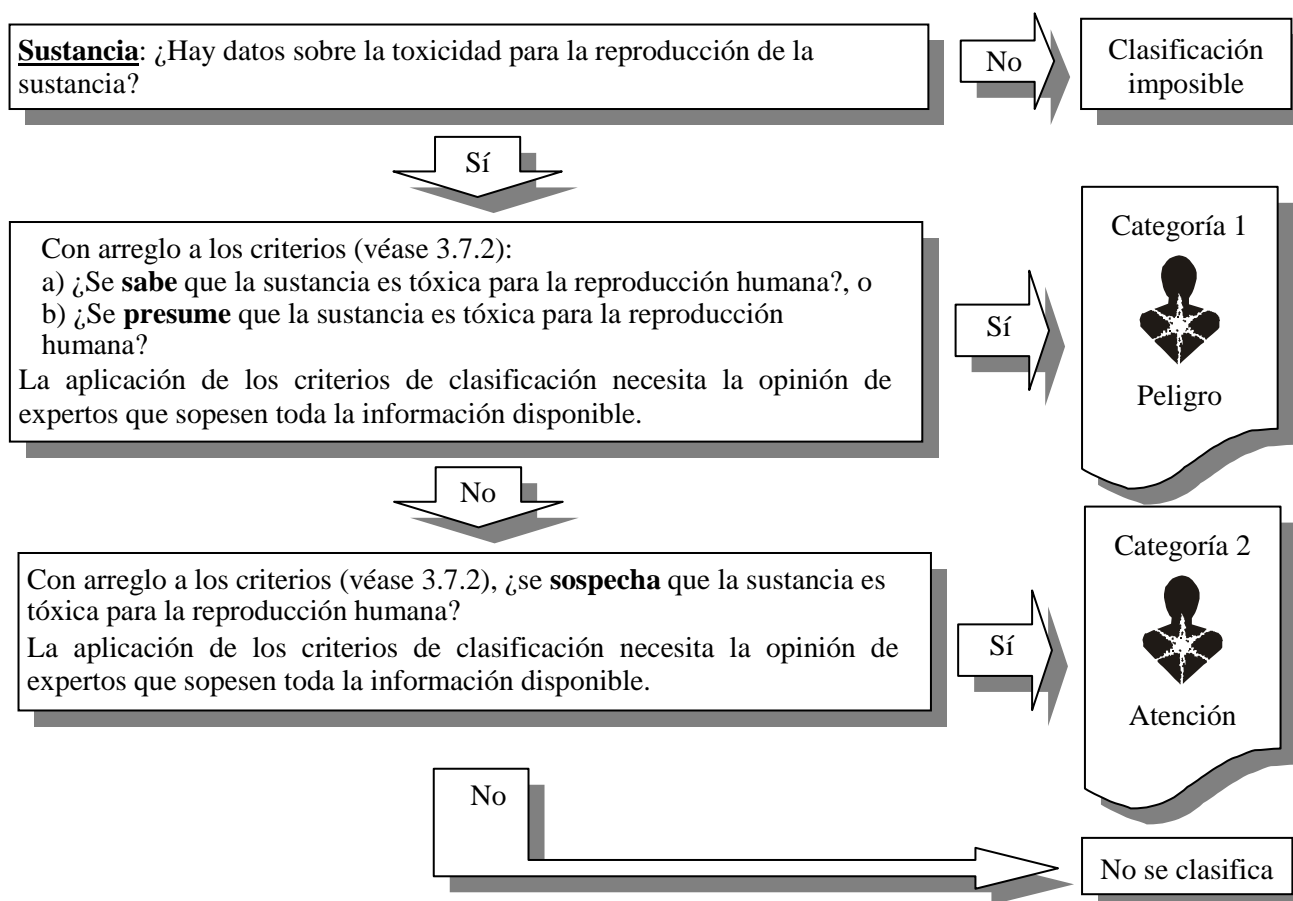 Sustancia: ¿Hay datos sobre la toxicidad para la reproducción de la
sustancia?
No
Clasificación
imposible
Sí
Con arreglo a los criterios (véase 3.7.2):
a) ¿Se sabe que la sustancia es tóxica para la reproducción humana?, o
b) ¿Se presume que la sustancia es tóxica para la reproducción
humana?
La aplicación de los criterios de clasificación necesita la opinión de
expertos que sopesen toda la información disponible.
Sí
Categoría 1
Peligro
No
Con arreglo a los criterios (véase 3.7.2), ¿se sospecha que la sustancia es
tóxica para la reproducción humana?
La aplicación de los criterios de clasificación necesita la opinión de
expertos que sopesen toda la información disponible.
Sí
Categoría 2
Atención
No
No se clasifica